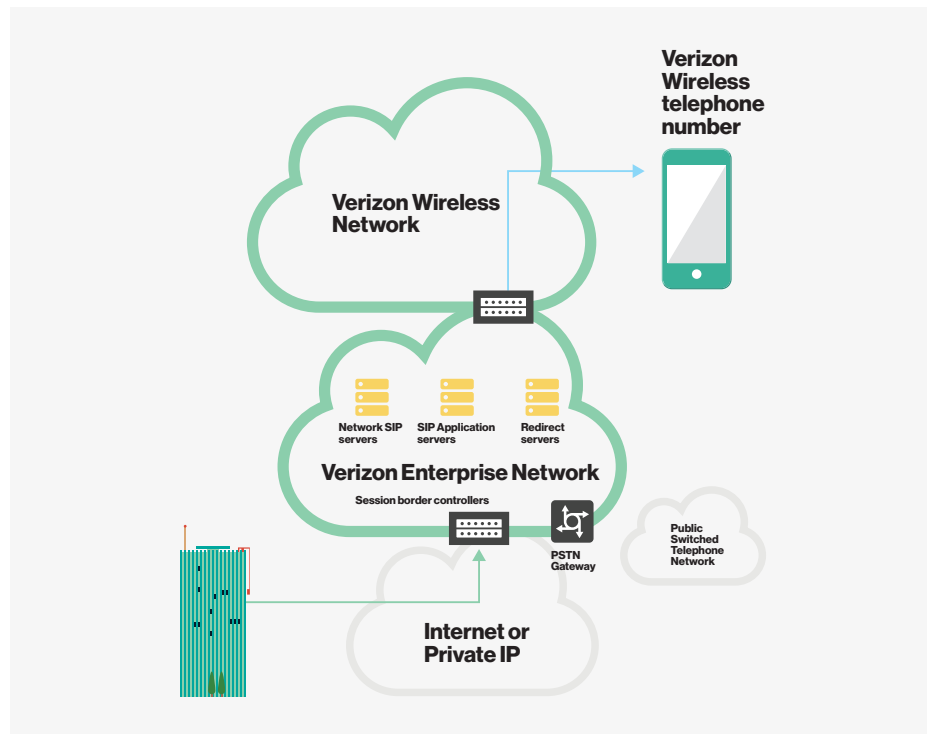 Verizon
Wireless
telephone
number
Verizon Wireless
Network
Network SIP
servers
SIP Application
servers
Redirect
servers
Verizon Enterprise Network
Session border controllers
PSTN
Gateway
Public
Switched
Telephone
Network
Internet or
Private IP